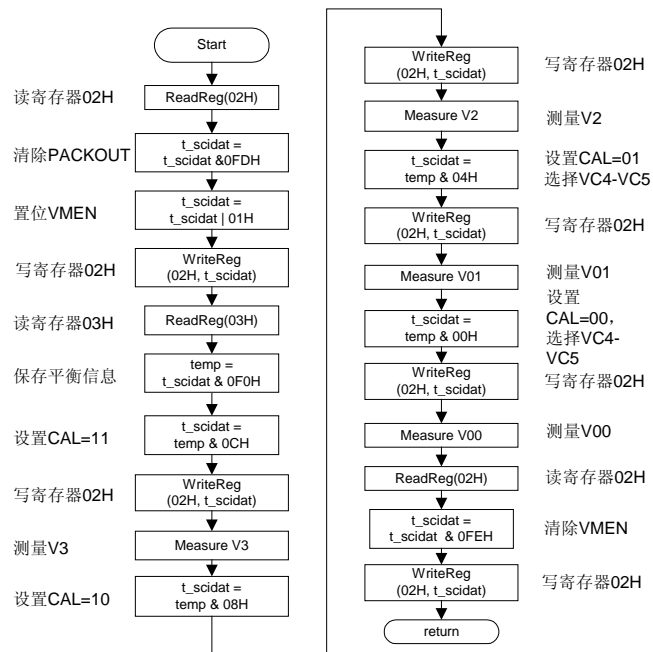 Start
读寄存器02H
ReadReg(02H)
清除PACKOUT
t_scidat =
t_scidat &0FDH
置位VMEN
t_scidat =
t_scidat | 01H
写寄存器02H
WriteReg
(02H, t_scidat)
读寄存器03H
ReadReg(03H)
保存平衡信息
temp =
t_scidat & 0F0H
设置CAL=11
t_scidat =
temp & 0CH
写寄存器02H
WriteReg
(02H, t_scidat)
测量V3
Measure V3
设置CAL=10
t_scidat =
temp & 08H
WriteReg
(02H, t_scidat)
写寄存器02H
Measure V2
测量V2
t_scidat =
temp & 04H
设置CAL=01
选择VC4-VC5
WriteReg
(02H, t_scidat)
写寄存器02H
Measure V01
测量V01
t_scidat =
temp & 00H
设置
CAL=00，
选择VC4-
VC5
WriteReg
(02H, t_scidat)
写寄存器02H
Measure V00
测量V00
ReadReg(02H)
读寄存器02H
t_scidat =
t_scidat & 0FEH
清除VMEN
WriteReg
(02H, t_scidat)
写寄存器02H
return